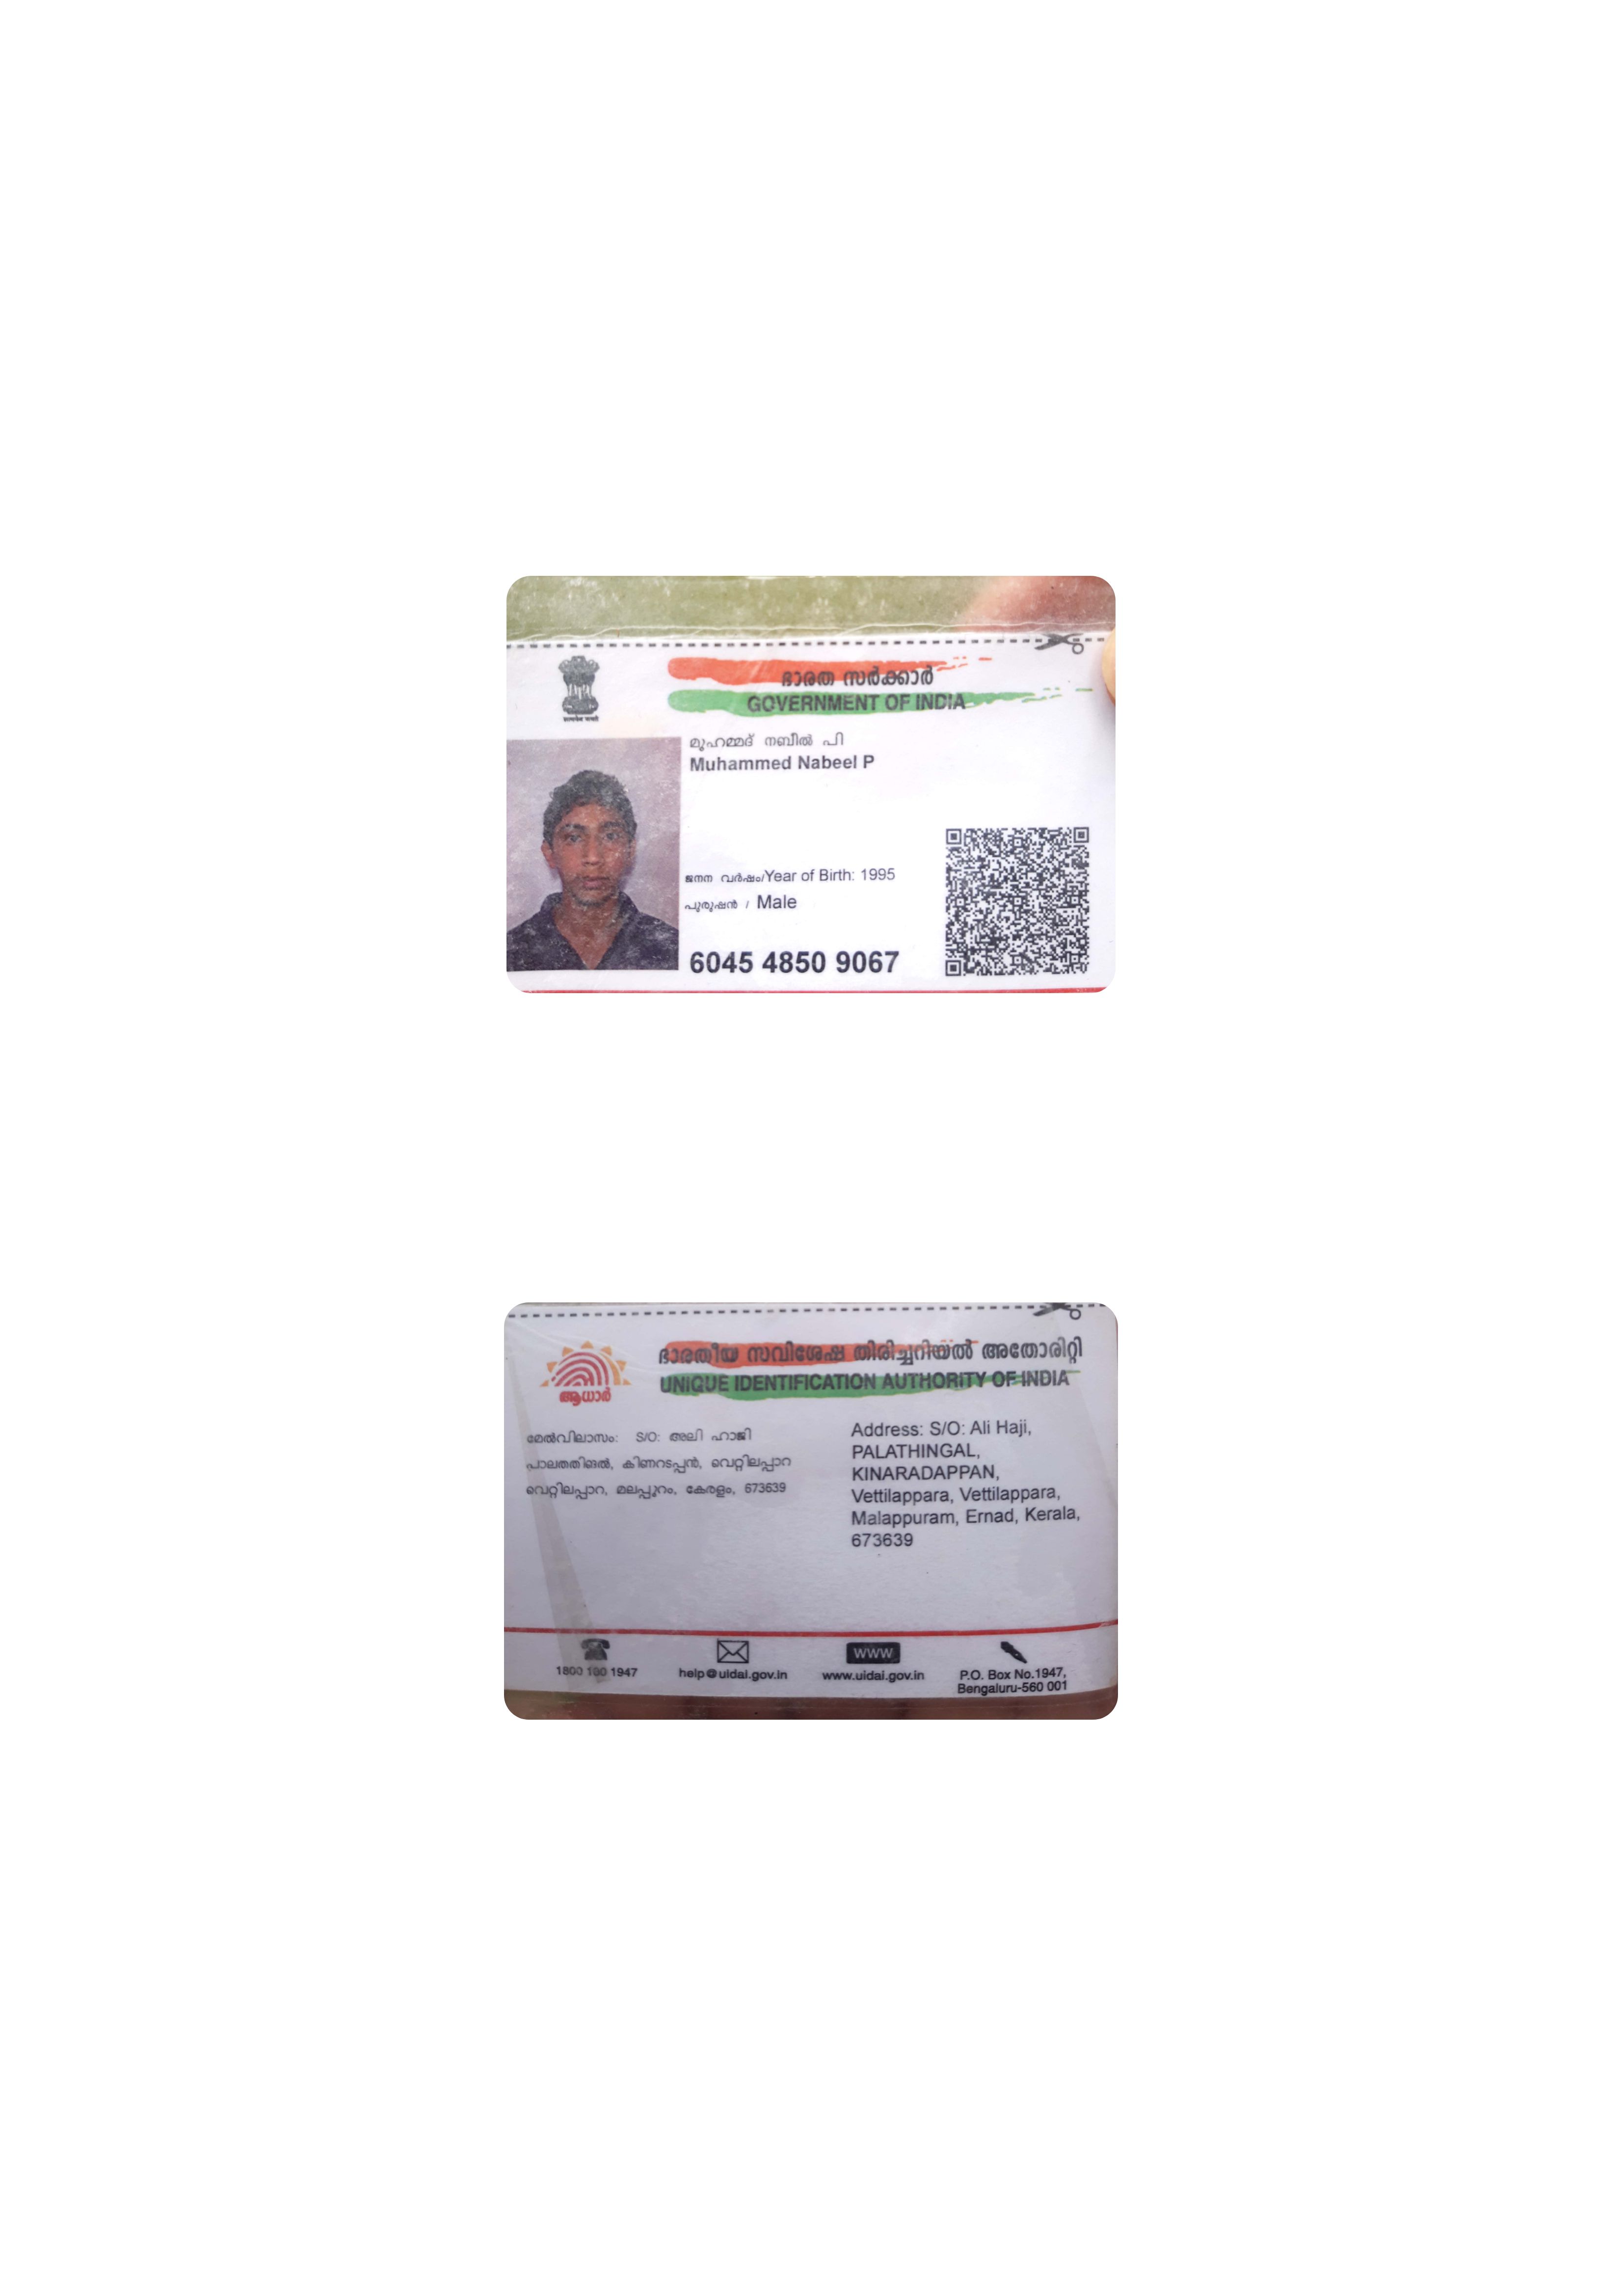 ഭാരത സർക്കാർ
GOVERNMENT OF INDIA
മുഹമ്മദ് നബീൽ പി
Muhammed Nabeel P
ജനന വർഷം/Year of Birth: 1995
പുരുഷൻ / Male
6045 4850 9067
ഭാരതീയ സവിശേഷ തിരിച്ചറിയൽ അതോരിറ്റി
UNIQUE IDENTIFICATION AUTHORITY OF INDIA
ആധാർ
മേൽവിലാസം: S/O: അലി ഹാജി
പാലതതിങൽ, കിണറടപ്പൻ, വെറ്റിലപ്പാറ
വെറ്റിലപ്പാറ, മലപ്പുറം, കേരളം, 673639
Address: S/O: Ali Haji,
PALATHINGAL,
KINARADAPPAN,
Vettilappara, Vettilappara,
Malappuram, Ernad, Kerala,
673639
1800 180 1947
help@uidai.gov.in
www
www.uidai.gov.in
P.O. Box No.1947,
Bengaluru-560 001